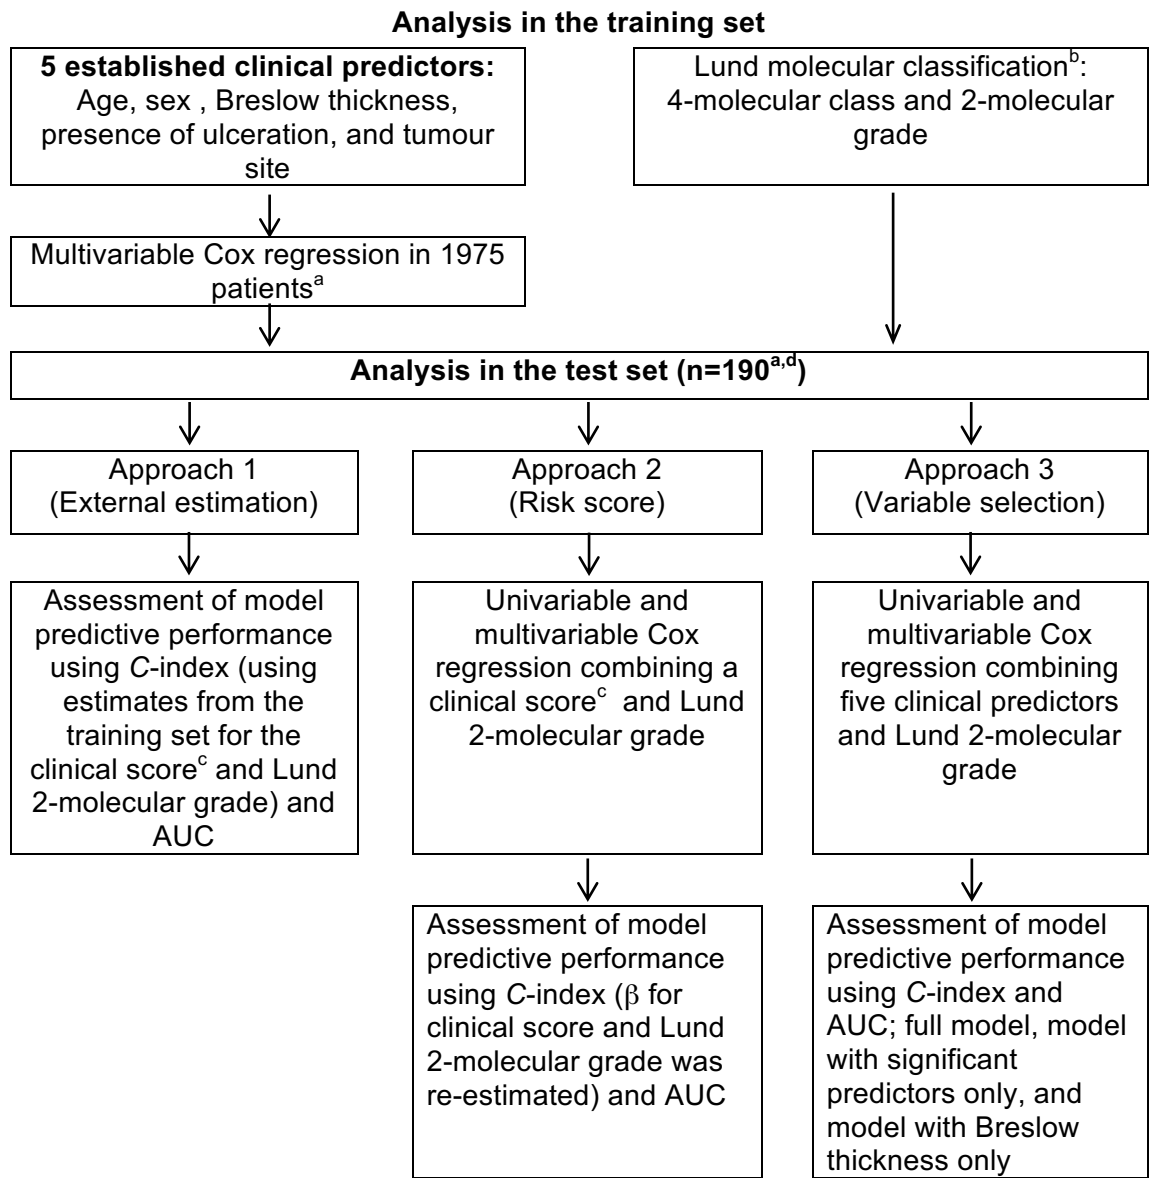 Analysis in the training set
5 established clinical predictors:
Age, sex , Breslow thickness,
presence of ulceration, and tumour
site
Lund molecular classificationᵇ:
4-molecular class and 2-molecular
grade
Multivariable Cox regression in 1975
patientsᵃ
Analysis in the test set (n=190ᵃ,ᵈ)
Approach 1
(External estimation)
Approach 2
(Risk score)
Approach 3
(Variable selection)
Assessment of model
predictive performance
using C-index (using
estimates from the
training set for the
clinical scoreᶜ and Lund
2-molecular grade) and
AUC
Univariable and
multivariable Cox
regression combining a
clinical scoreᶜ and Lund
2-molecular grade
Univariable and
multivariable Cox
regression combining
five clinical predictors
and Lund 2-molecular
grade
Assessment of model
predictive performance
using C-index (β for
clinical score and Lund
2-molecular grade was
re-estimated) and AUC
Assessment of model
predictive performance
using C-index and
AUC; full model, model
with significant
predictors only, and
model with Breslow
thickness only